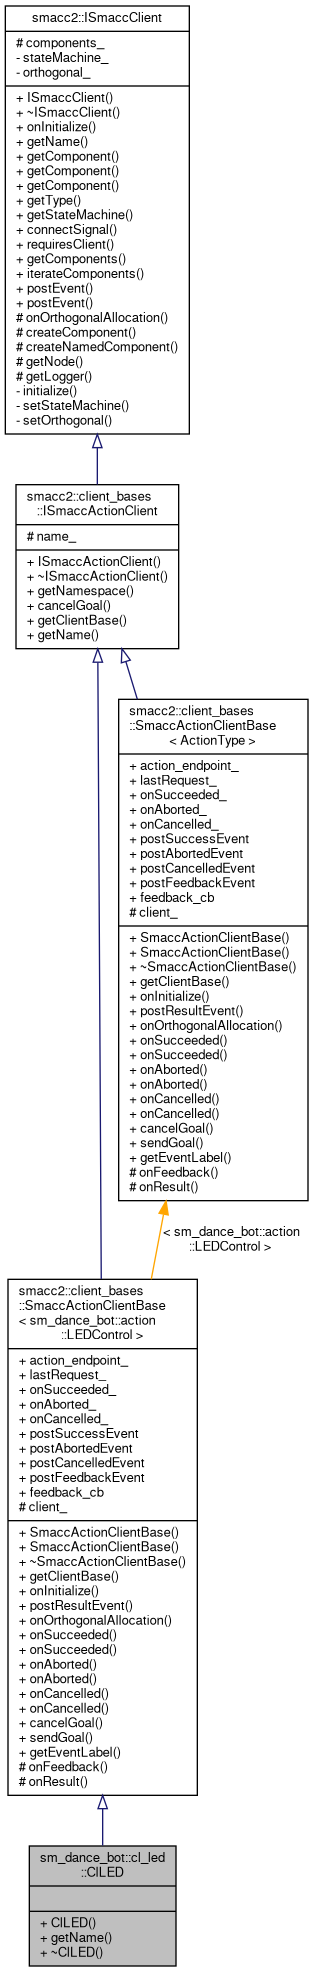 smacc2::ISmaccClient
# components_
- stateMachine_
- orthogonal_
+ ISmaccClient()
+ ~ISmaccClient()
+ onInitialize()
+ getName()
+ getComponent()
+ getComponent()
+ getComponent()
+ getType()
+ getStateMachine()
+ connectSignal()
+ requiresClient()
+ getComponents()
+ iterateComponents()
+ postEvent()
+ postEvent()
# onOrthogonalAllocation()
# createComponent()
# createNamedComponent()
# getNode()
# getLogger()
- initialize()
- setStateMachine()
- setOrthogonal()
smacc2::client_bases
::ISmaccActionClient
# name_
+ ISmaccActionClient()
+ ~ISmaccActionClient()
+ getNamespace()
+ cancelGoal()
+ getClientBase()
+ getName()
smacc2::client_bases
::SmaccActionClientBase
< ActionType >
+ action_endpoint_
+ lastRequest_
+ onSucceeded_
+ onAborted_
+ onCancelled_
+ postSuccessEvent
+ postAbortedEvent
+ postCancelledEvent
+ postFeedbackEvent
+ feedback_cb
# client_
+ SmaccActionClientBase()
+ SmaccActionClientBase()
+ ~SmaccActionClientBase()
+ getClientBase()
+ onInitialize()
+ postResultEvent()
+ onOrthogonalAllocation()
+ onSucceeded()
+ onSucceeded()
+ onAborted()
+ onAborted()
+ onCancelled()
+ onCancelled()
+ cancelGoal()
+ sendGoal()
+ getEventLabel()
# onFeedback()
# onResult()
< sm_dance_bot::action
::LEDControl >
smacc2::client_bases
::SmaccActionClientBase
< sm_dance_bot::action
::LEDControl >
+ action_endpoint_
+ lastRequest_
+ onSucceeded_
+ onAborted_
+ onCancelled_
+ postSuccessEvent
+ postAbortedEvent
+ postCancelledEvent
+ postFeedbackEvent
+ feedback_cb
# client_
+ SmaccActionClientBase()
+ SmaccActionClientBase()
+ ~SmaccActionClientBase()
+ getClientBase()
+ onInitialize()
+ postResultEvent()
+ onOrthogonalAllocation()
+ onSucceeded()
+ onSucceeded()
+ onAborted()
+ onAborted()
+ onCancelled()
+ onCancelled()
+ cancelGoal()
+ sendGoal()
+ getEventLabel()
# onFeedback()
# onResult()
sm_dance_bot::cl_led
::ClLED
+ ClLED()
+ getName()
+ ~ClLED()